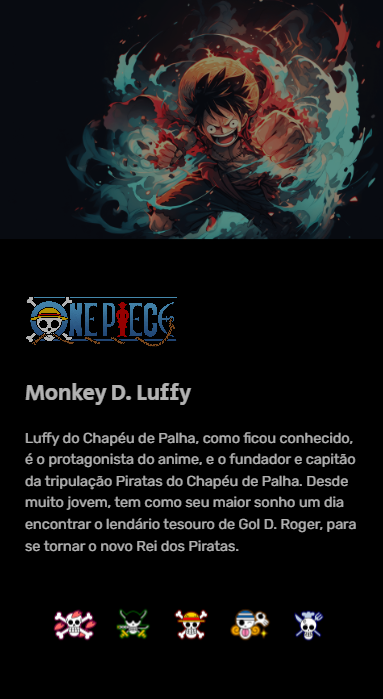 ONE PIECE
Monkey D. Luffy
Luffy do Chapéu de Palha, como ficou conhecido,
é o protagonista do anime, e o fundador e capitão
da tripulação Piratas do Chapéu de Palha. Desde
muito jovem, tem como seu maior sonho um dia
encontrar o lendário tesouro de Gol D. Roger, para
se tornar o novo Rei dos Piratas.